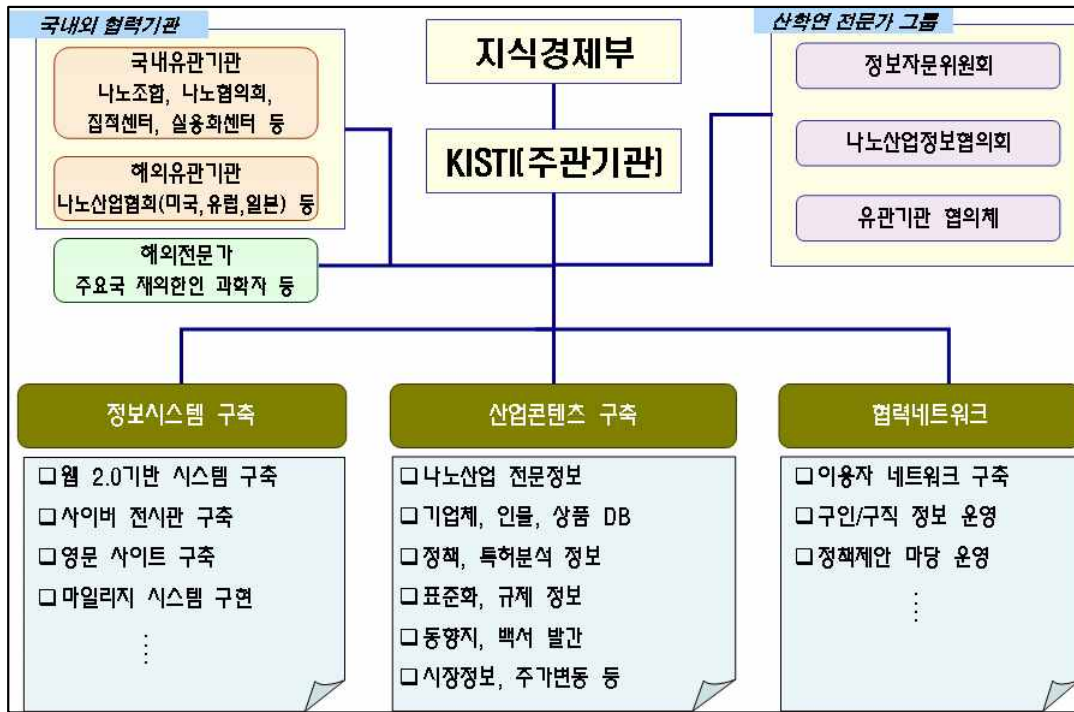 국내외 협력기관
국내유관기관
나노조합, 나노협의회,
집적센터, 실용화센터 등
해외유관기관
나노산업협회(미국,유럽,일본) 등
해외전문가
주요국 재외한인 과학자 등
지식경제부
KISTI(주관기관)
산학연 전문가 그룹
정보자문위원회
나노산업정보협의회
유관기관 협의체
정보시스템 구축
❑ 웹 2.0기반 시스템 구축
❑ 사이버 전시관 구축
❑ 영문 사이트 구축
❑ 마일리지 시스템 구현
⋮
산업콘텐츠 구축
❑ 나노산업 전문정보
❑ 기업체, 인물, 상품 DB
❑ 정책, 특허분석 정보
❑ 표준화, 규제 정보
❑ 동향지, 백서 발간
❑ 시장정보, 주가변동 등
협력네트워크
❑ 이용자 네트워크 구축
❑ 구인/구직 정보 운영
❑ 정책제안 마당 운영
⋮